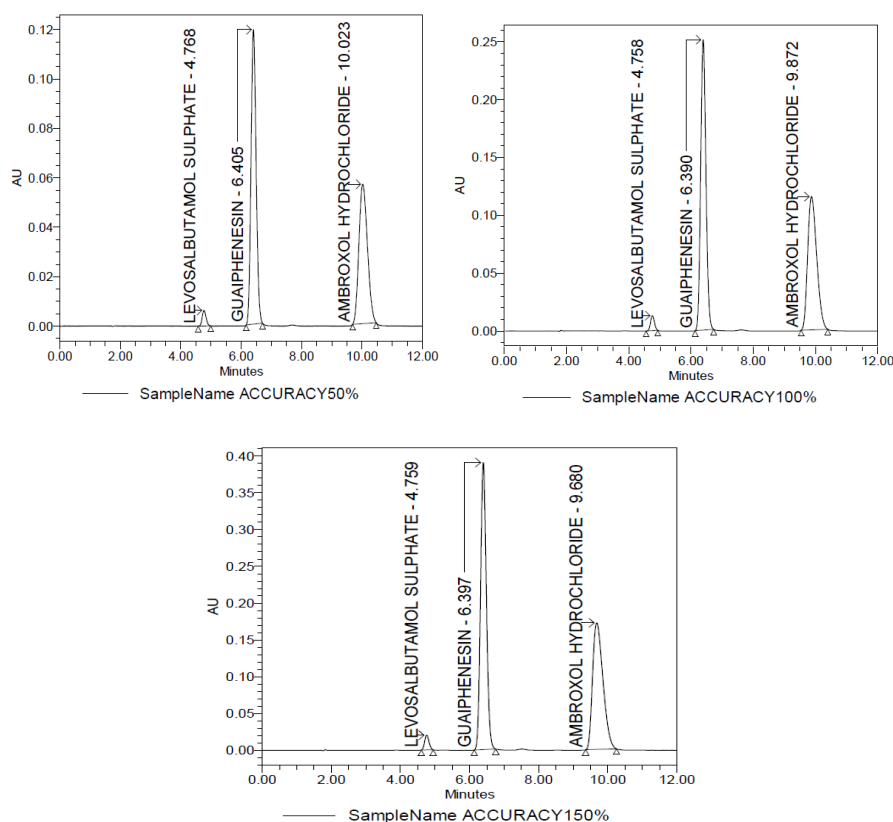 0.12
0.10
0.08
0.06
0.04
0.02
0.00
AU
LEVOSALBUTAMOL SULPHATE - 4.768
GUAIPHENESIN - 6.405
AMBROXOL HYDROCHLORIDE - 10.023
0.00 2.00 4.00 6.00 8.00 10.00 12.00
Minutes
SampleName ACCURACY50%
0.25
0.20
0.15
0.10
0.05
0.00
AU
LEVOSALBUTAMOL SULPHATE - 4.758
GUAIPHENESIN - 6.390
AMBROXOL HYDROCHLORIDE - 9.872
0.00 2.00 4.00 6.00 8.00 10.00 12.00
Minutes
SampleName ACCURACY100%
0.40
0.35
0.30
0.25
0.20
0.15
0.10
0.05
0.00
AU
LEVOSALBUTAMOL SULPHATE - 4.759
GUAIPHENESIN - 6.397
AMBROXOL HYDROCHLORIDE - 9.680
0.00 2.00 4.00 6.00 8.00 10.00 12.00
Minutes
SampleName ACCURACY150%